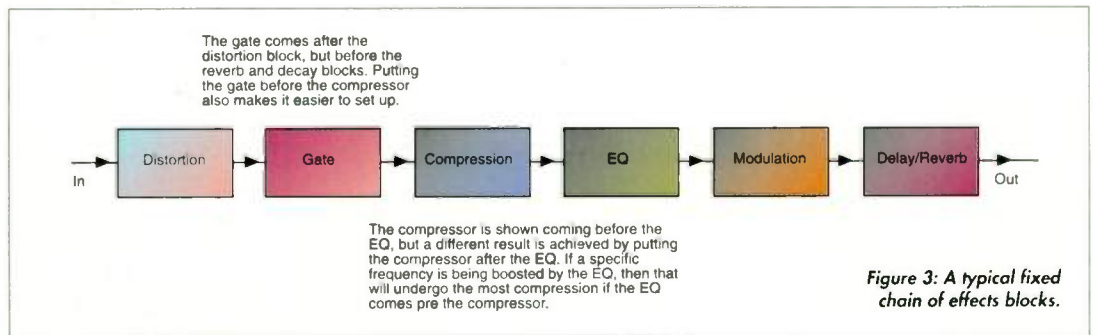 The gate comes after the
distortion block, but before the
reverb and decay blocks. Putting
the gate before the compressor
also makes it easier to set up.
In
Distortion
Gate
Compression
EQ
Modulation
Delay/Reverb
Out
The compressor is shown coming before the
EQ, but a different result is achieved by putting
the compressor after the EQ. If a specific
frequency is being boosted by the EQ, then that
will undergo the most compression if the EQ
comes pre the compressor.
Figure 3: A typical fixed
chain of effects blocks.